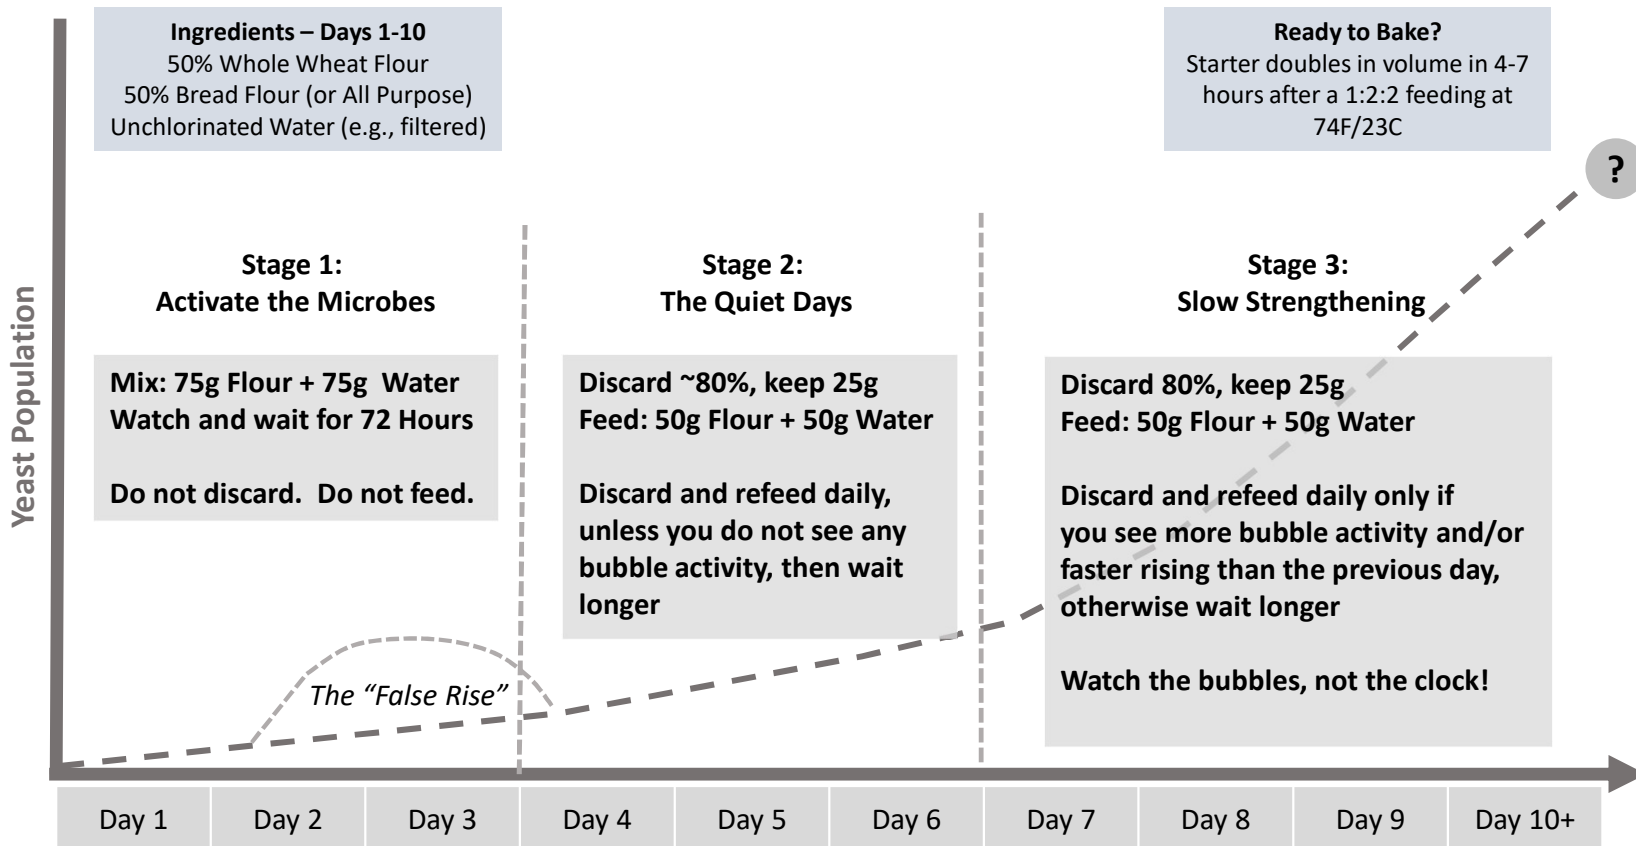 Ingredients – Days 1-10
50% Whole Wheat Flour
50% Bread Flour (or All Purpose)
Unchlorinated Water (e.g., filtered)
Ready to Bake?
Starter doubles in volume in 4-7
hours after a 1:2:2 feeding at
74F/23C
?
Yeast Population
Stage 1:
Activate the Microbes
Mix: 75g Flour + 75g  Water
Watch and wait for 72 Hours
Do not discard.  Do not feed.
Stage 2:
The Quiet Days
Discard ~80%, keep 25g
Feed: 50g Flour + 50g Water
Discard and refeed daily,
unless you do not see any
bubble activity, then wait
longer
Stage 3:
Slow Strengthening
Discard 80%, keep 25g
Feed: 50g Flour + 50g Water
Discard and refeed daily only if
you see more bubble activity and/or
faster rising than the previous day,
otherwise wait longer
Watch the bubbles, not the clock!
The “False Rise”
Day 1
Day 2
Day 3
Day 4
Day 5
Day 6
Day 7
Day 8
Day 9
Day 10+